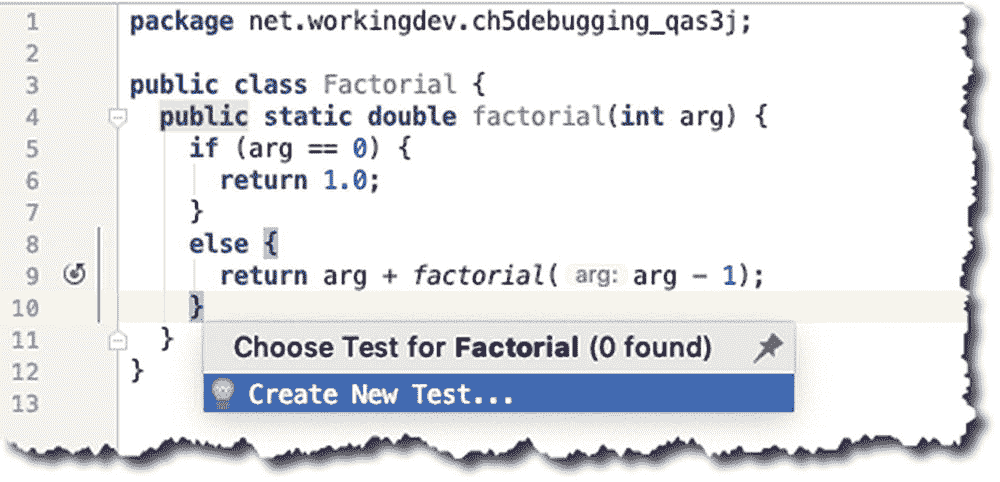 1 package net.workingdev.ch5debugging_qas3j;
2
3 public class Factorial {
4 public static double factorial(int arg) {
5 if (arg == 0) {
6 return 1.0;
7 }
8 else {
9 return arg + factorial( arg: arg - 1);
10 }
11 }
12 }
13
Choose Test for Factorial (0 found)
Create New Test...